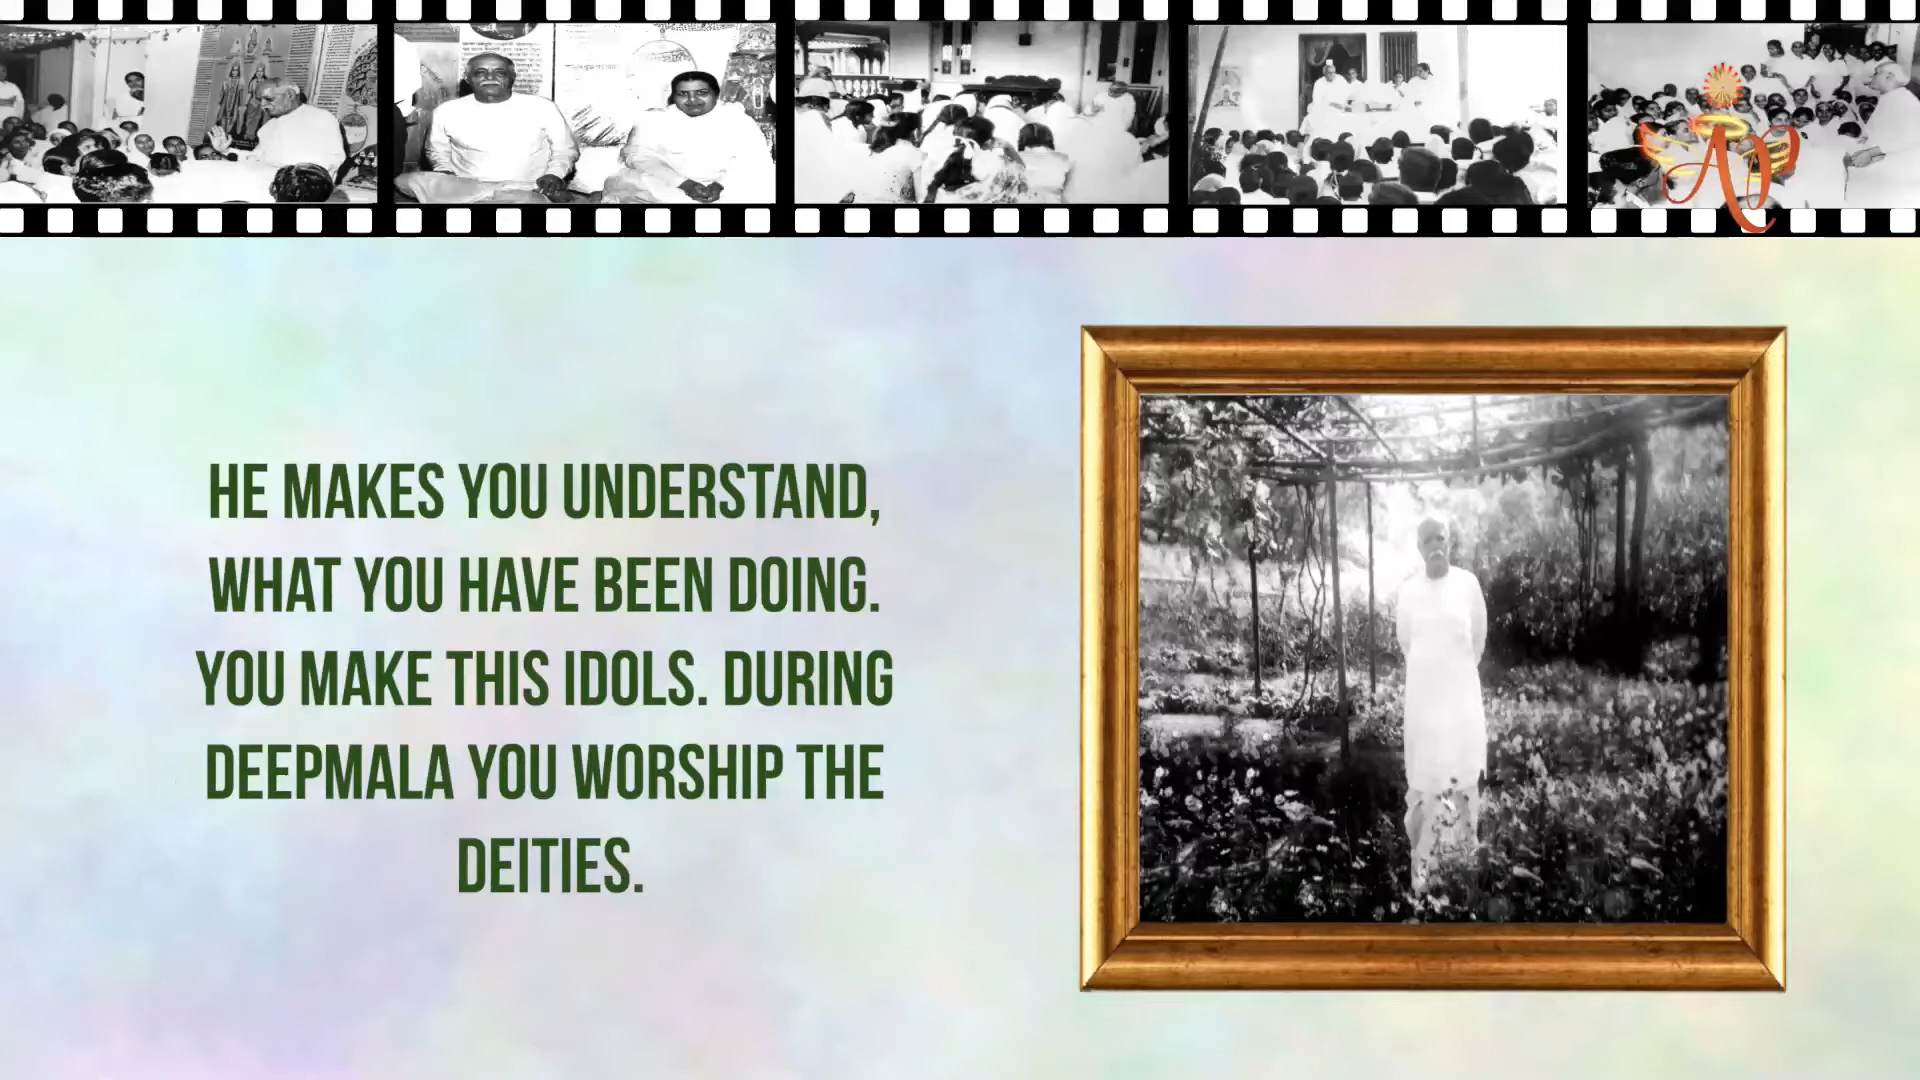 HE MAKES YOU UNDERSTAND,
WHAT YOU HAVE BEEN DOING.
YOU MAKE THIS IDOLS. DURING
DEEPMALA YOU WORSHIP THE
DEITIES.